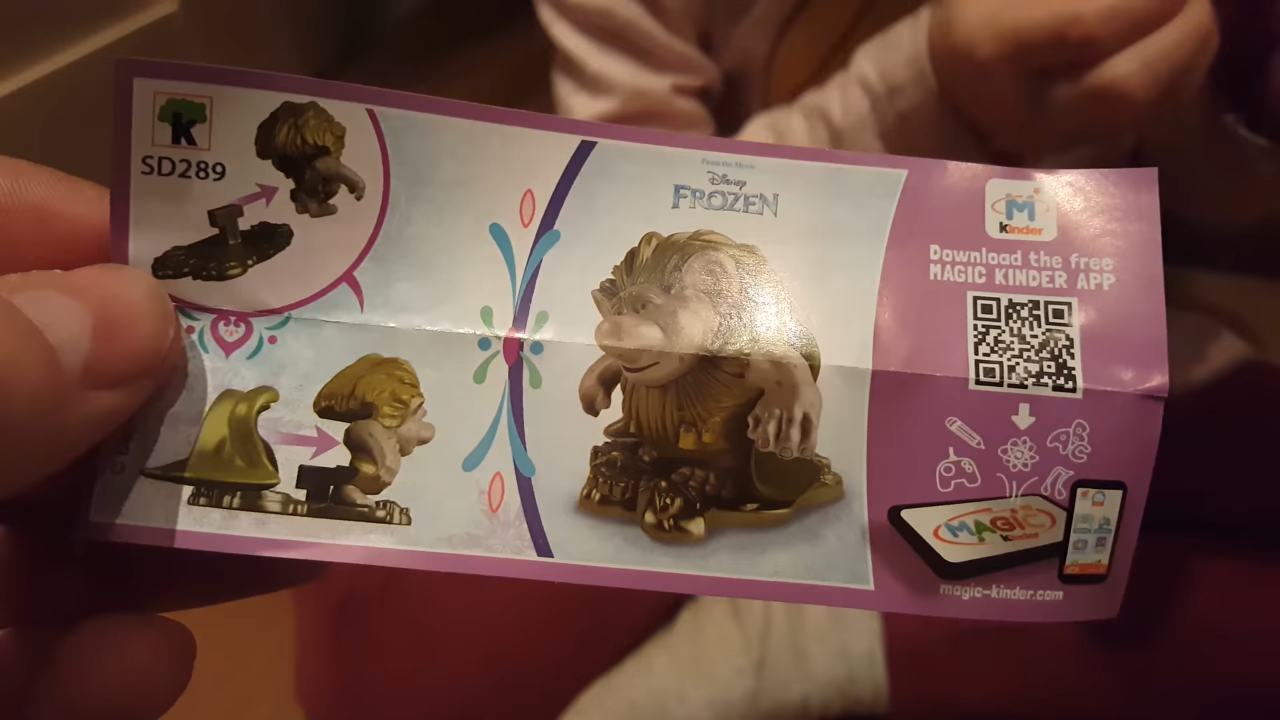 K
SD289
From the Movie
Disney
FROZEN
M
Kinder
Download the free
MAGIC KINDER APP
MAGIC
Kinder
magic-kinder.com